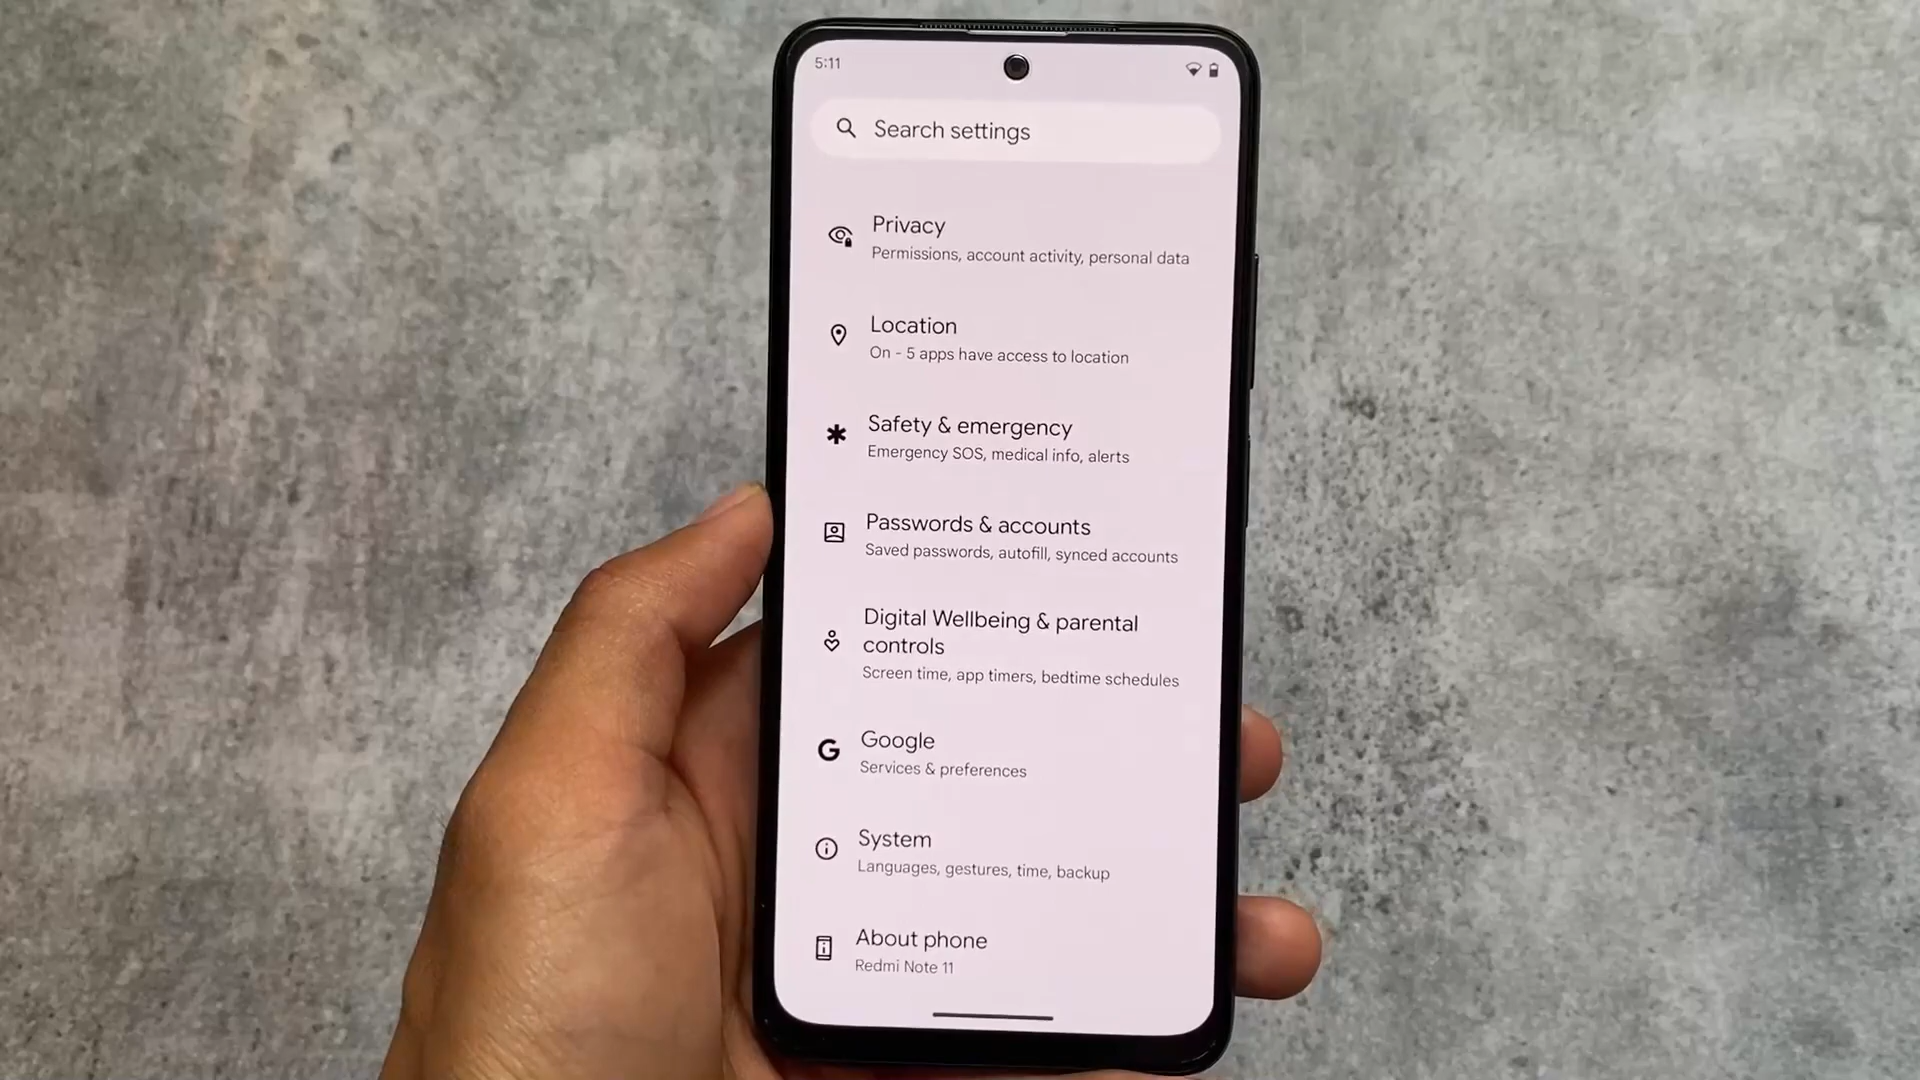 5:11
Search settings
Privacy
Permissions, account activity, personal data
Location
On - 5 apps have access to location
Safety & emergency
Emergency SOS, medical info, alerts
Passwords & accounts
Saved passwords, autofill, synced accounts
Digital Wellbeing & parental
controls
Screen time, app timers, bedtime schedules
Google
Services & preferences
System
Languages, gestures, time, backup
About phone
Redmi Note 11